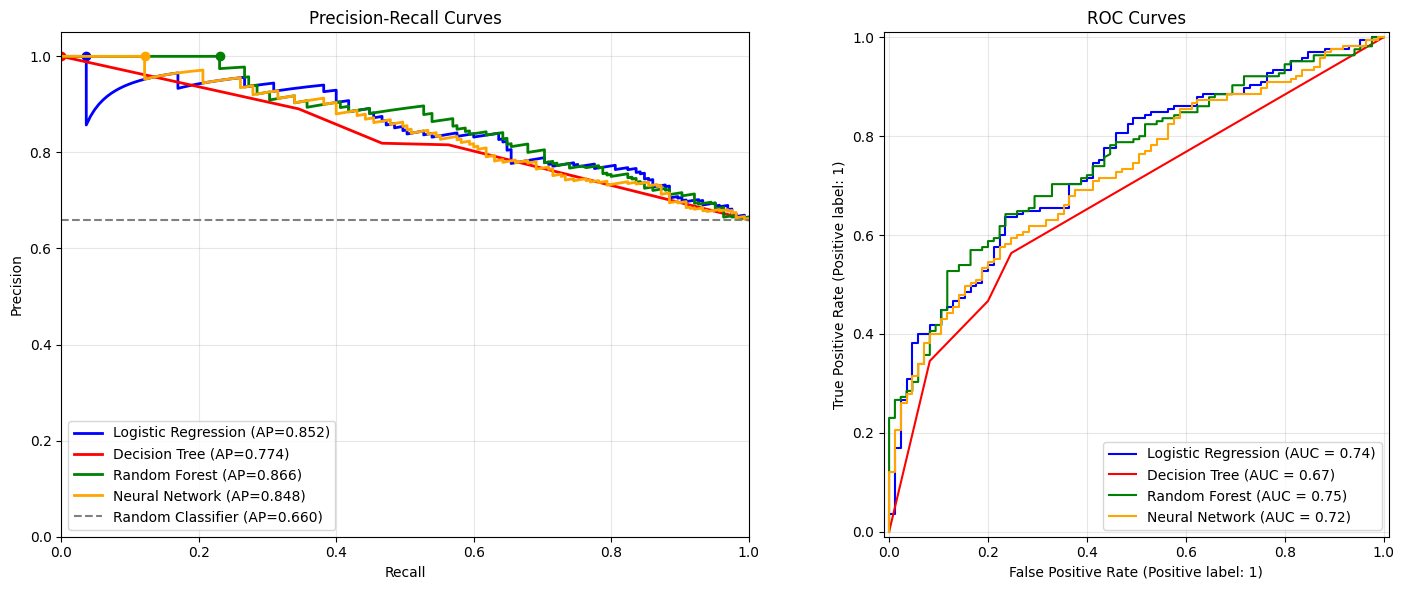 Precision-Recall Curves
1.0
0.8
0.6
0.4
0.2
0.0
Precision
Logistic Regression (AP=0.852)
Decision Tree (AP=0.774)
Random Forest (AP=0.866)
Neural Network (AP=0.848)
Random Classifier (AP=0.660)
0.0 0.2 0.4 0.6 0.8 1.0
Recall
ROC Curves
1.0
0.8
0.6
0.4
0.2
0.0
True Positive Rate (Positive label: 1)
Logistic Regression (AUC = 0.74)
Decision Tree (AUC = 0.67)
Random Forest (AUC = 0.75)
Neural Network (AUC = 0.72)
0.0 0.2 0.4 0.6 0.8 1.0
False Positive Rate (Positive label: 1)